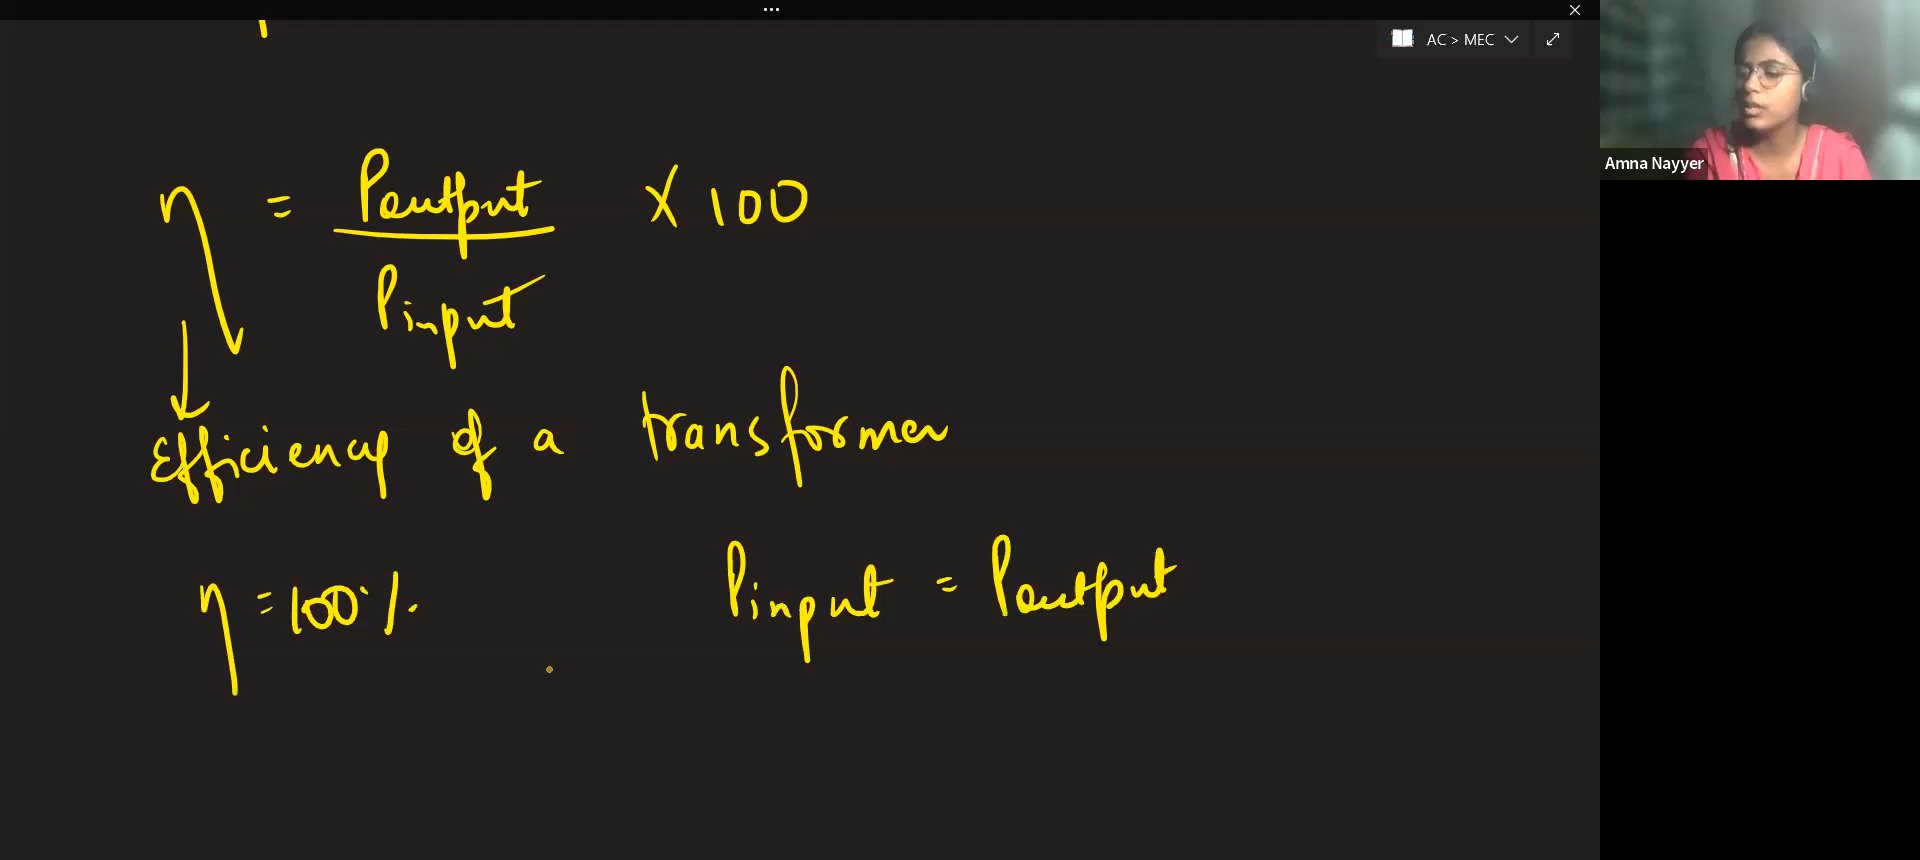 AC > MEC
Amna Nayyer
η = Poutput × 100
Pinput
Efficiency of a transformer
η = 100%. Pinput = Poutput